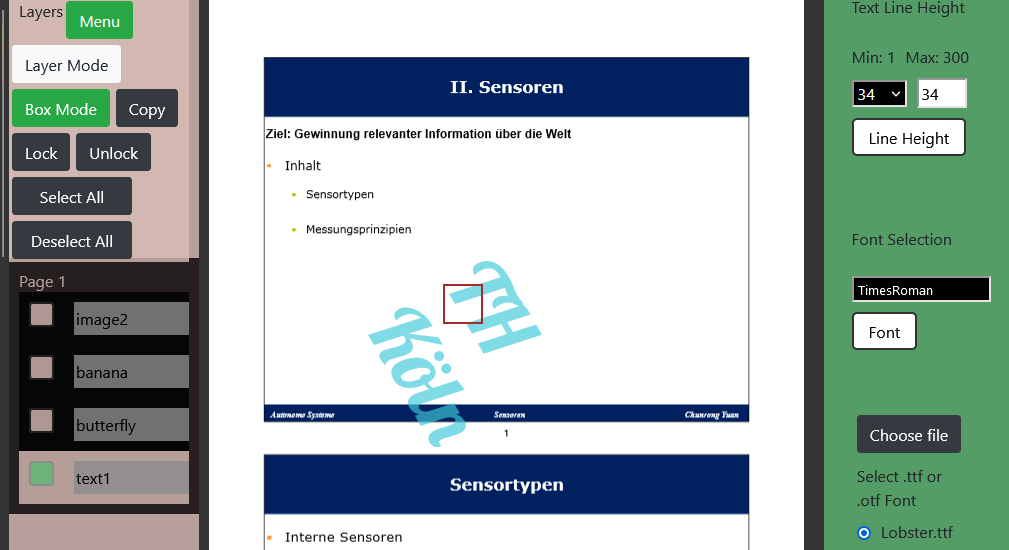 Layers Menu
Layer Mode
Box Mode Copy
Lock Unlock
Select All
Deselect All
Page 1
image2
banana
butterfly
text1
II. Sensoren
Ziel: Gewinnung relevanter Information über die Welt
Inhalt
Sensortypen
Messungsprinzipien
TH
Köln
Autonome Systeme Sensoren Chunrong Yuan
1
Sensortypen
Interne Sensoren
Text Line Height
Min: 1 Max: 300
34 34
Line Height
Font Selection
TimesRoman
Font
Choose file
Select .ttf or
.otf Font
Lobster.ttf